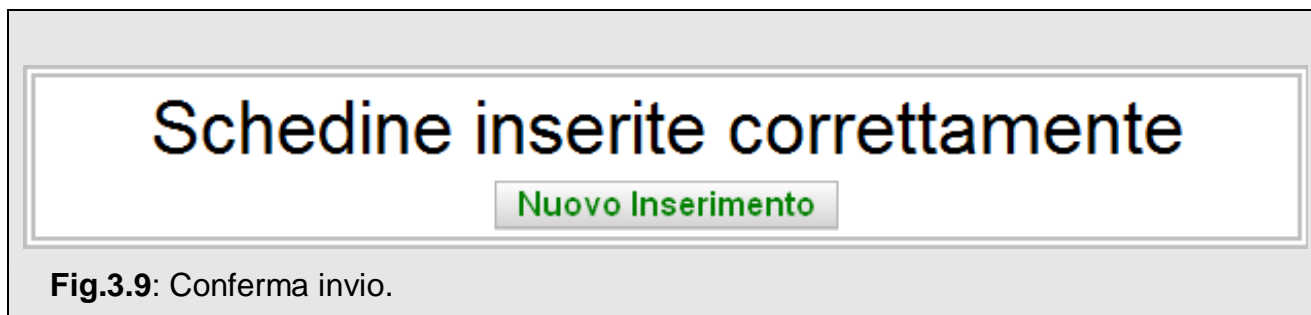 Schedine inserite correttamente
Nuovo Inserimento
Fig.3.9: Conferma invio.